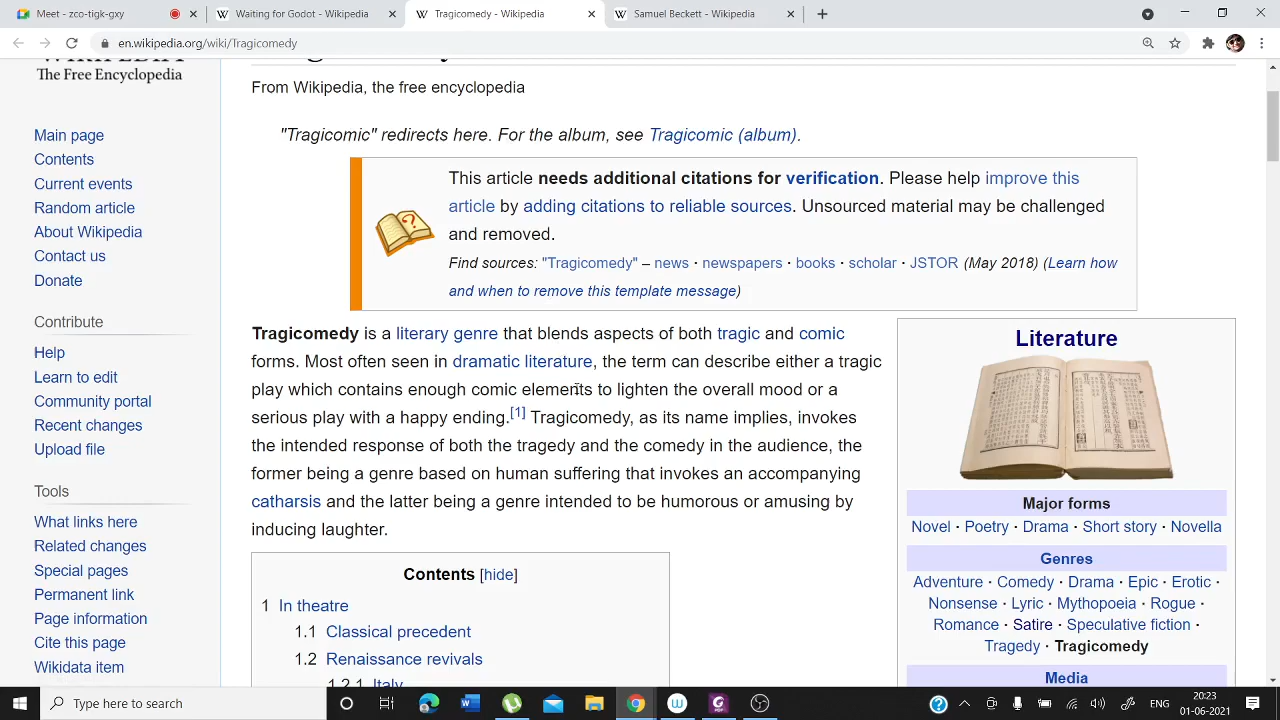 Meet - zco-tigk-gxy
Waiting for Godot - Wikipedia
Tragicomedy - Wikipedia
Samuel Beckett - Wikipedia
en.wikipedia.org/wiki/Tragicomedy
The Free Encyclopedia
Main page
Contents
Current events
Random article
About Wikipedia
Contact us
Donate
Contribute
Help
Learn to edit
Community portal
Recent changes
Upload file
Tools
What links here
Related changes
Special pages
Permanent link
Page information
Cite this page
Wikidata item
From Wikipedia, the free encyclopedia
"Tragicomic" redirects here. For the album, see Tragicomic (album).
This article needs additional citations for verification. Please help improve this
article by adding citations to reliable sources. Unsourced material may be challenged
and removed.
Find sources: "Tragicomedy" – news · newspapers · books · scholar · JSTOR (May 2018) (Learn how
and when to remove this template message)
Tragicomedy is a literary genre that blends aspects of both tragic and comic
forms. Most often seen in dramatic literature, the term can describe either a tragic
play which contains enough comic elements to lighten the overall mood or a
serious play with a happy ending.[1] Tragicomedy, as its name implies, invokes
the intended response of both the tragedy and the comedy in the audience, the
former being a genre based on human suffering that invokes an accompanying
catharsis and the latter being a genre intended to be humorous or amusing by
inducing laughter.
Contents [hide]
1 In theatre
1.1 Classical precedent
1.2 Renaissance revivals
1.2.1 Italy
Literature
Major forms
Novel · Poetry · Drama · Short story · Novella
Genres
Adventure · Comedy · Drama · Epic · Erotic ·
Nonsense · Lyric · Mythopoeia · Rogue ·
Romance · Satire · Speculative fiction ·
Tragedy · Tragicomedy
Media
Type here to search
ENG
20:23
01-06-2021